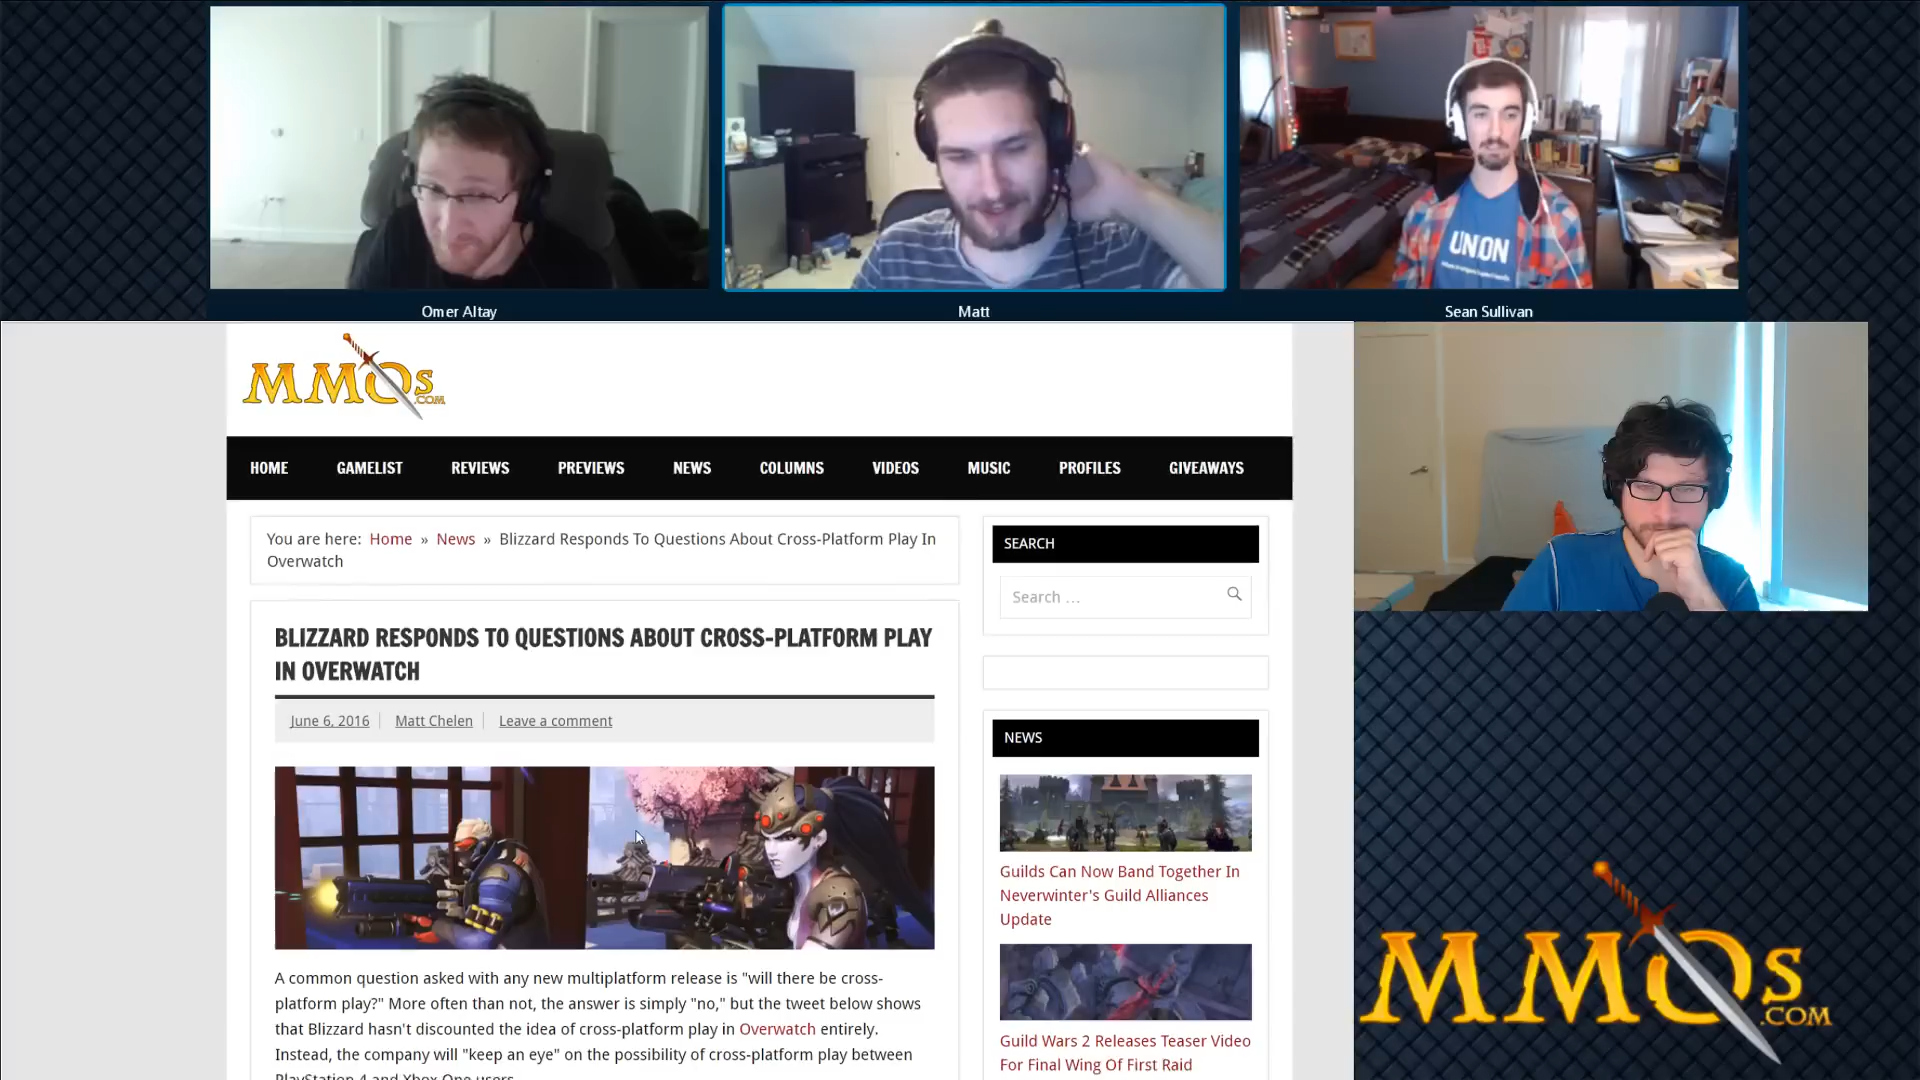 UNION
Omer Altay
Matt
Sean Sullivan
MMOs
.COM
HOME
GAMELIST
REVIEWS
PREVIEWS
NEWS
COLUMNS
VIDEOS
MUSIC
PROFILES
GIVEAWAYS
You are here: Home » News » Blizzard Responds To Questions About Cross-Platform Play In
Overwatch
BLIZZARD RESPONDS TO QUESTIONS ABOUT CROSS-PLATFORM PLAY
IN OVERWATCH
June 6, 2016
Matt Chelen
Leave a comment
A common question asked with any new multiplatform release is "will there be cross-
platform play?" More often than not, the answer is simply "no," but the tweet below shows
that Blizzard hasn't discounted the idea of cross-platform play in Overwatch entirely.
Instead, the company will "keep an eye" on the possibility of cross-platform play between
PlayStation 4 and Xbox One users.
SEARCH
Search ...
NEWS
Guilds Can Now Band Together In
Neverwinter's Guild Alliances
Update
Guild Wars 2 Releases Teaser Video
For Final Wing Of First Raid
MMOs
.COM